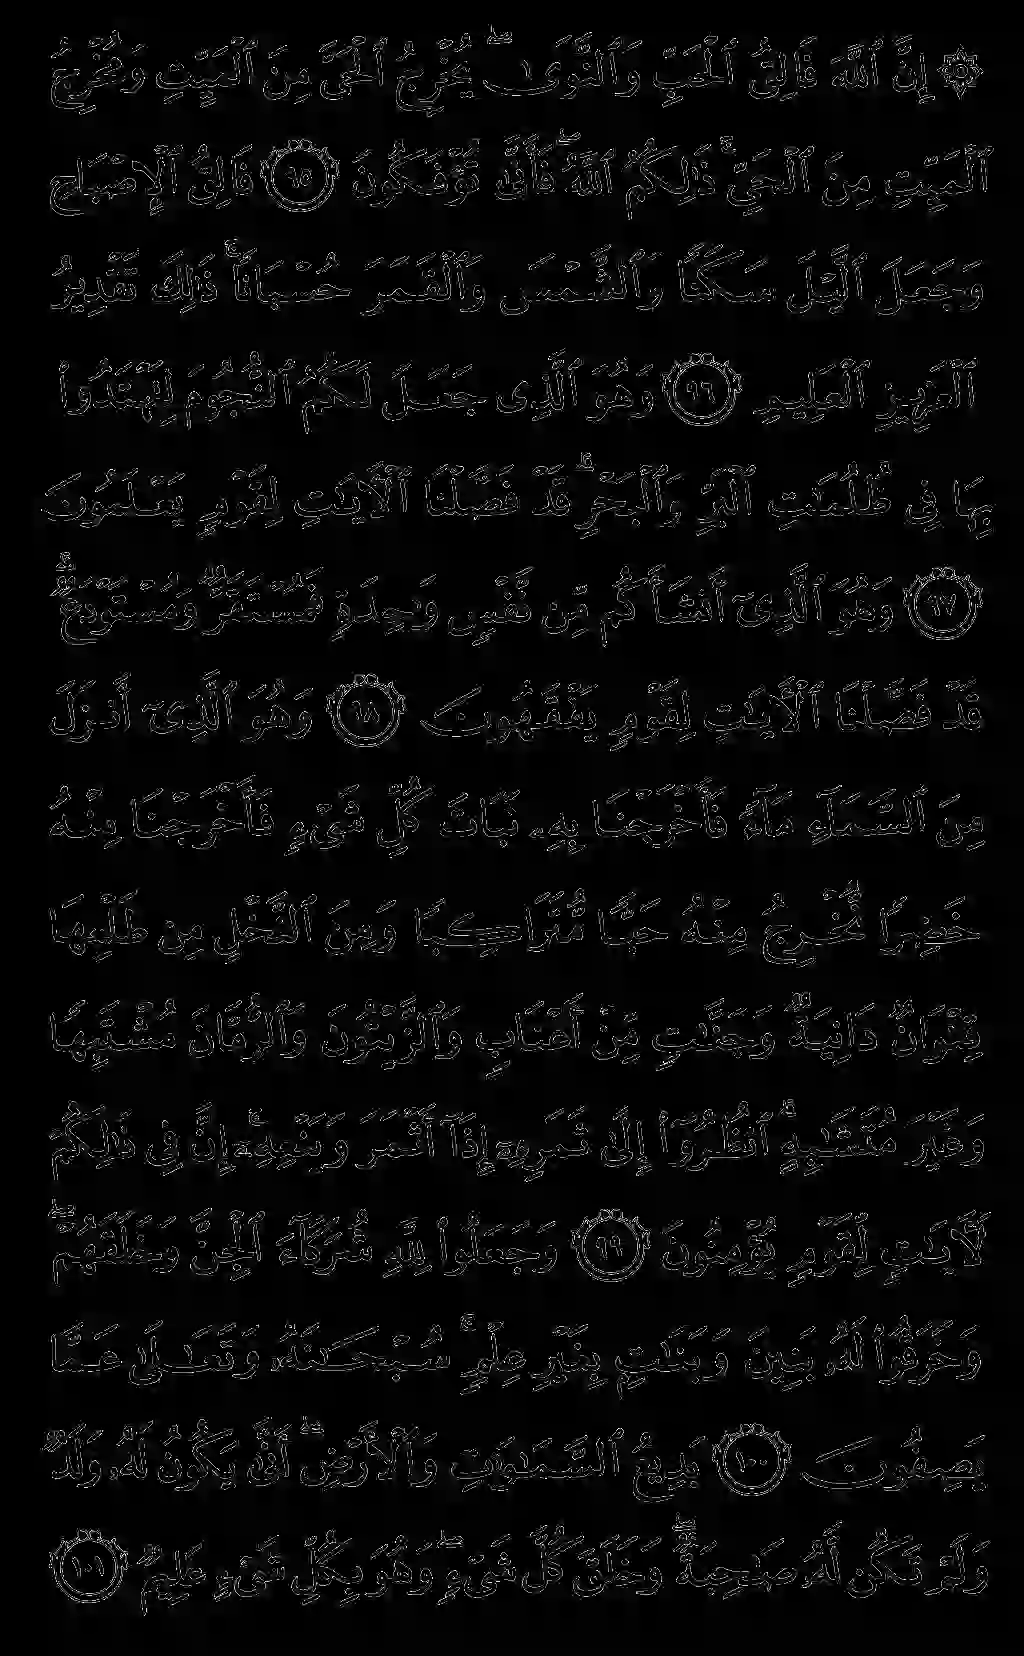 ۞ إِنَّ ٱللَّهَ فَالِقُ ٱلْحَبِّ وَٱلنَّوَىٰ ۖ يُخْرِجُ ٱلْحَىَّ مِنَ ٱلْمَيِّتِ وَمُخْرِجُ
ٱلْمَيِّتِ مِنَ ٱلْحَىِّ ۚ ذَٰلِكُمُ ٱللَّهُ ۖ فَأَنَّىٰ تُؤْفَكُونَ ٩٥ فَالِقُ ٱلْإِصْبَاحِ
وَجَعَلَ ٱلَّيْلَ سَكَنًا وَٱلشَّمْسَ وَٱلْقَمَرَ حُسْبَانًا ۚ ذَٰلِكَ تَقْدِيرُ
ٱلْعَزِيزِ ٱلْعَلِيمِ ٩٦ وَهُوَ ٱلَّذِى جَعَلَ لَكُمُ ٱلنُّجُومَ لِتَهْتَدُوا۟
بِهَا فِى ظُلُمَٰتِ ٱلْبَرِّ وَٱلْبَحْرِ ۗ قَدْ فَصَّلْنَا ٱلْءَايَٰتِ لِقَوْمٍ يَعْلَمُونَ
٩٧ وَهُوَ ٱلَّذِىٓ أَنشَأَكُم مِّن نَّفْسٍ وَٰحِدَةٍ فَمُسْتَقَرٌّ وَمُسْتَوْدَعٌ ۗ
قَدْ فَصَّلْنَا ٱلْءَايَٰتِ لِقَوْمٍ يَفْقَهُونَ ٩٨ وَهُوَ ٱلَّذِىٓ أَنزَلَ
مِنَ ٱلسَّمَآءِ مَآءً فَأَخْرَجْنَا بِهِۦ نَبَاتَ كُلِّ شَىْءٍ فَأَخْرَجْنَا مِنْهُ
خَضِرًا نُّخْرِجُ مِنْهُ حَبًّا مُّتَرَاكِبًا وَمِنَ ٱلنَّخْلِ مِن طَلْعِهَا
قِنْوَانٌ دَانِيَةٌ وَجَنَّٰتٍ مِّنْ أَعْنَابٍ وَٱلزَّيْتُونَ وَٱلرُّمَّانَ مُشْتَبِهًا
وَغَيْرَ مُتَشَٰبِهٍ ۗ ٱنظُرُوٓا۟ إِلَىٰ ثَمَرِهِۦٓ إِذَآ أَثْمَرَ وَيَنْعِهِۦٓ ۚ إِنَّ فِى ذَٰلِكُمْ
لَءَايَٰتٍ لِّقَوْمٍ يُؤْمِنُونَ ٩٩ وَجَعَلُوا۟ لِلَّهِ شُرَكَآءَ ٱلْجِنَّ وَخَلَقَهُمْ ۖ
وَخَرَقُوا۟ لَهُۥ بَنِينَ وَبَنَٰتٍۭ بِغَيْرِ عِلْمٍ ۚ سُبْحَٰنَهُۥ وَتَعَٰلَىٰ عَمَّا
يَصِفُونَ ١٠٠ بَدِيعُ ٱلسَّمَٰوَٰتِ وَٱلْأَرْضِ ۖ أَنَّىٰ يَكُونُ لَهُۥ وَلَدٌ
وَلَمْ تَكُن لَّهُۥ صَٰحِبَةٌ ۖ وَخَلَقَ كُلَّ شَىْءٍ ۖ وَهُوَ بِكُلِّ شَىْءٍ عَلِيمٌ ١٠١